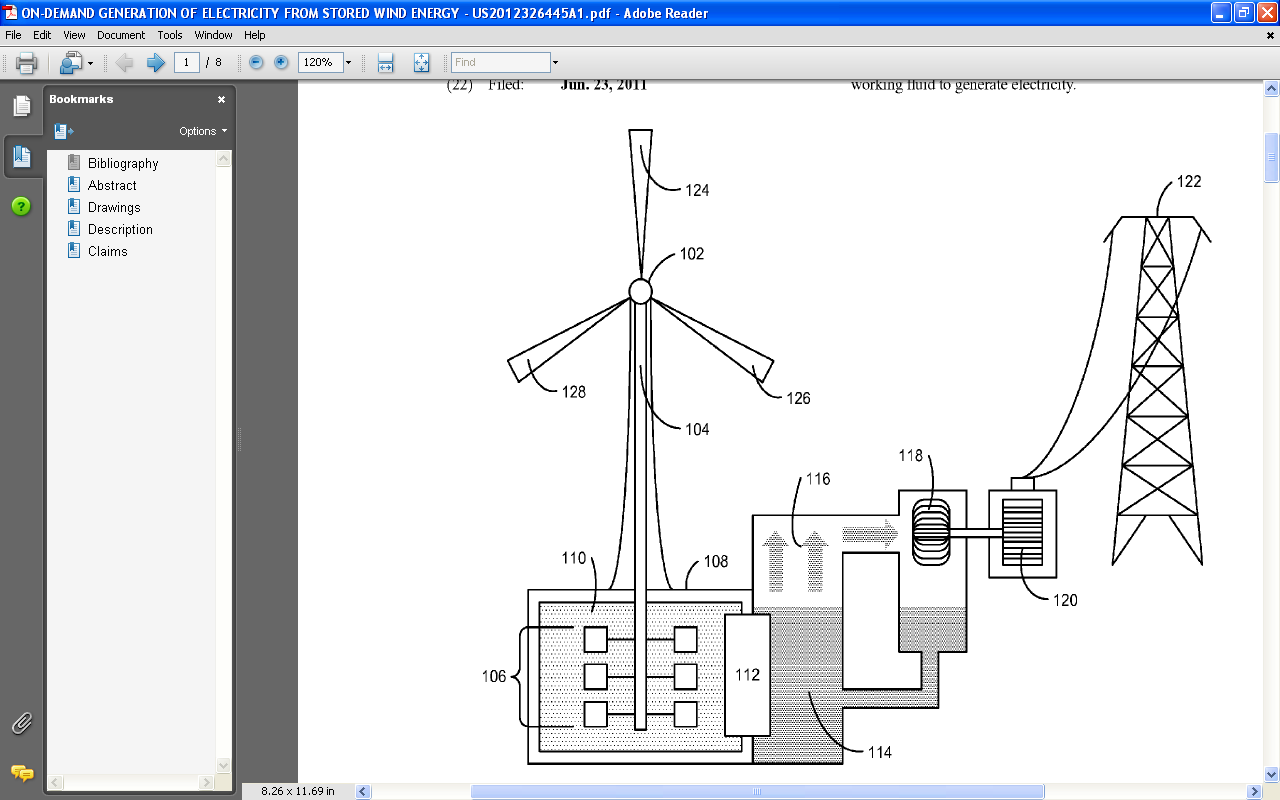 ON-DEMAND GENERATION OF ELECTRICITY FROM STORED WIND ENERGY - US2012326445A1.pdf - Adobe Reader
File Edit View Document Tools Window Help
1 / 8 120% Find
Bookmarks
Options
Bibliography
Abstract
Drawings
Description
Claims
(22) Filed: Jun. 23, 2011 working fluid to generate electricity.
124
122
102
128
126
104
118
116
110
108
120
106
112
114
8.26 x 11.69 in